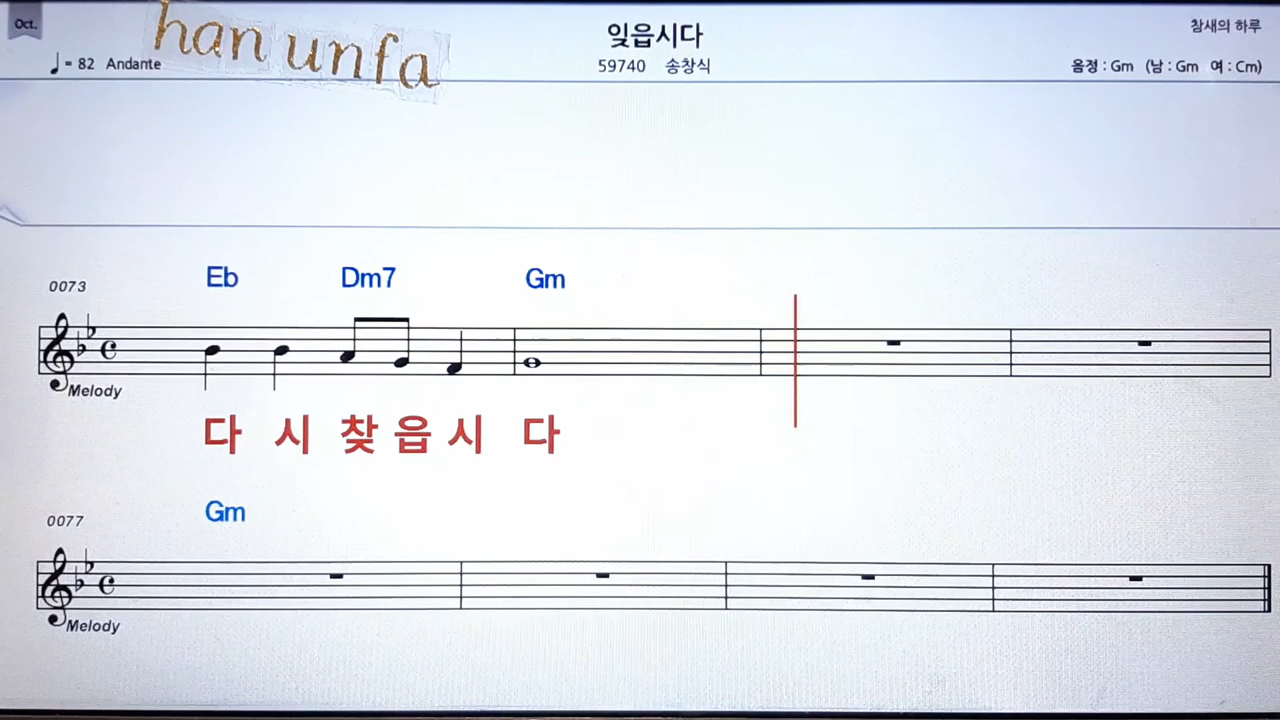 Oct.
han unfa
잊읍시다
참새의 하루
♩= 82 Andante
59740 송창식
음정 : Gm (남 : Gm 여 : Cm)
0073
Eb Dm7 Gm
Melody
다 시 찾 읍 시 다
0077
Gm
Melody